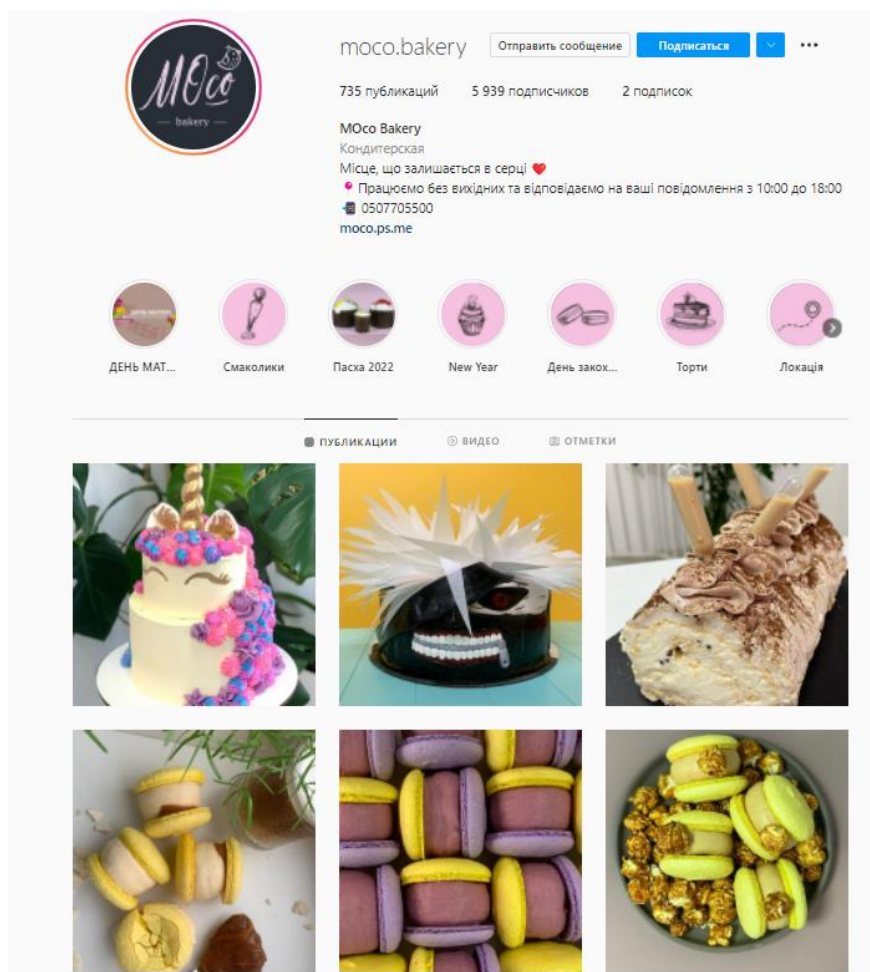 MOco
bakery
moco.bakery
Отправить сообщение
Подписаться
735 публикаций
5 939 подписчиков
2 подписок
MOco Bakery
Кондитерская
Місце, що залишається в серці ❤️
📍 Працюємо без вихідних та відповідаємо на ваші повідомлення з 10:00 до 18:00
📲 0507705500
moco.ps.me
ДЕНЬ МАТ...
Смаколики
Пасха 2022
New Year
День закох...
Торти
Локація
ПУБЛИКАЦИИ
ВИДЕО
ОТМЕТКИ